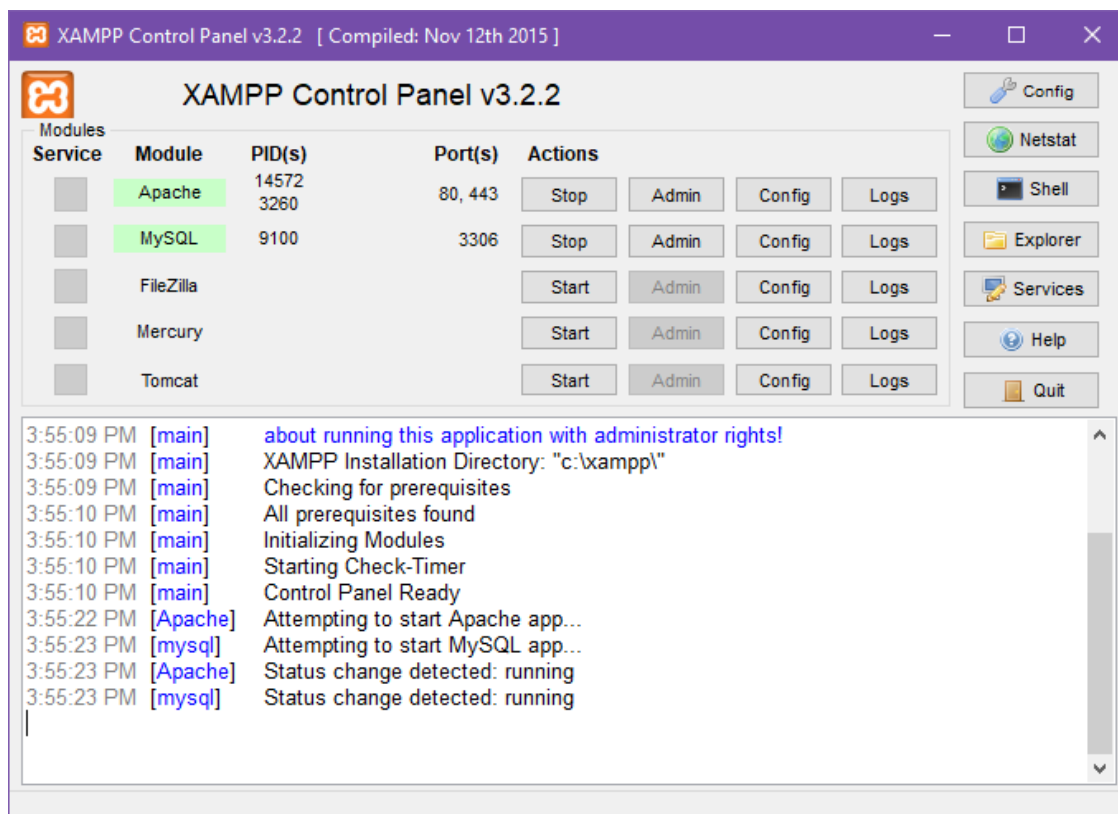 XAMPP Control Panel v3.2.2 [ Compiled: Nov 12th 2015 ]
XAMPP Control Panel v3.2.2
Config
Modules
Service Module PID(s) Port(s) Actions
Netstat
Apache 14572 3260 80, 443 Stop Admin Config Logs
Shell
MySQL 9100 3306 Stop Admin Config Logs
Explorer
FileZilla Start Admin Config Logs
Services
Mercury Start Admin Config Logs
Help
Tomcat Start Admin Config Logs
Quit
3:55:09 PM [main] about running this application with administrator rights!
3:55:09 PM [main] XAMPP Installation Directory: "c:\xampp\"
3:55:09 PM [main] Checking for prerequisites
3:55:10 PM [main] All prerequisites found
3:55:10 PM [main] Initializing Modules
3:55:10 PM [main] Starting Check-Timer
3:55:10 PM [main] Control Panel Ready
3:55:22 PM [Apache] Attempting to start Apache app...
3:55:23 PM [mysql] Attempting to start MySQL app...
3:55:23 PM [Apache] Status change detected: running
3:55:23 PM [mysql] Status change detected: running